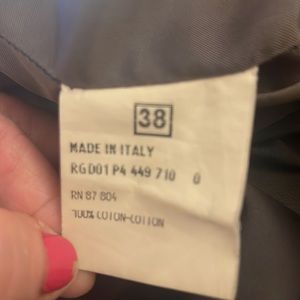 38
MADE IN ITALY
RGD01 P4 449 710 0
RN 87 804
100% COTON-COTTON